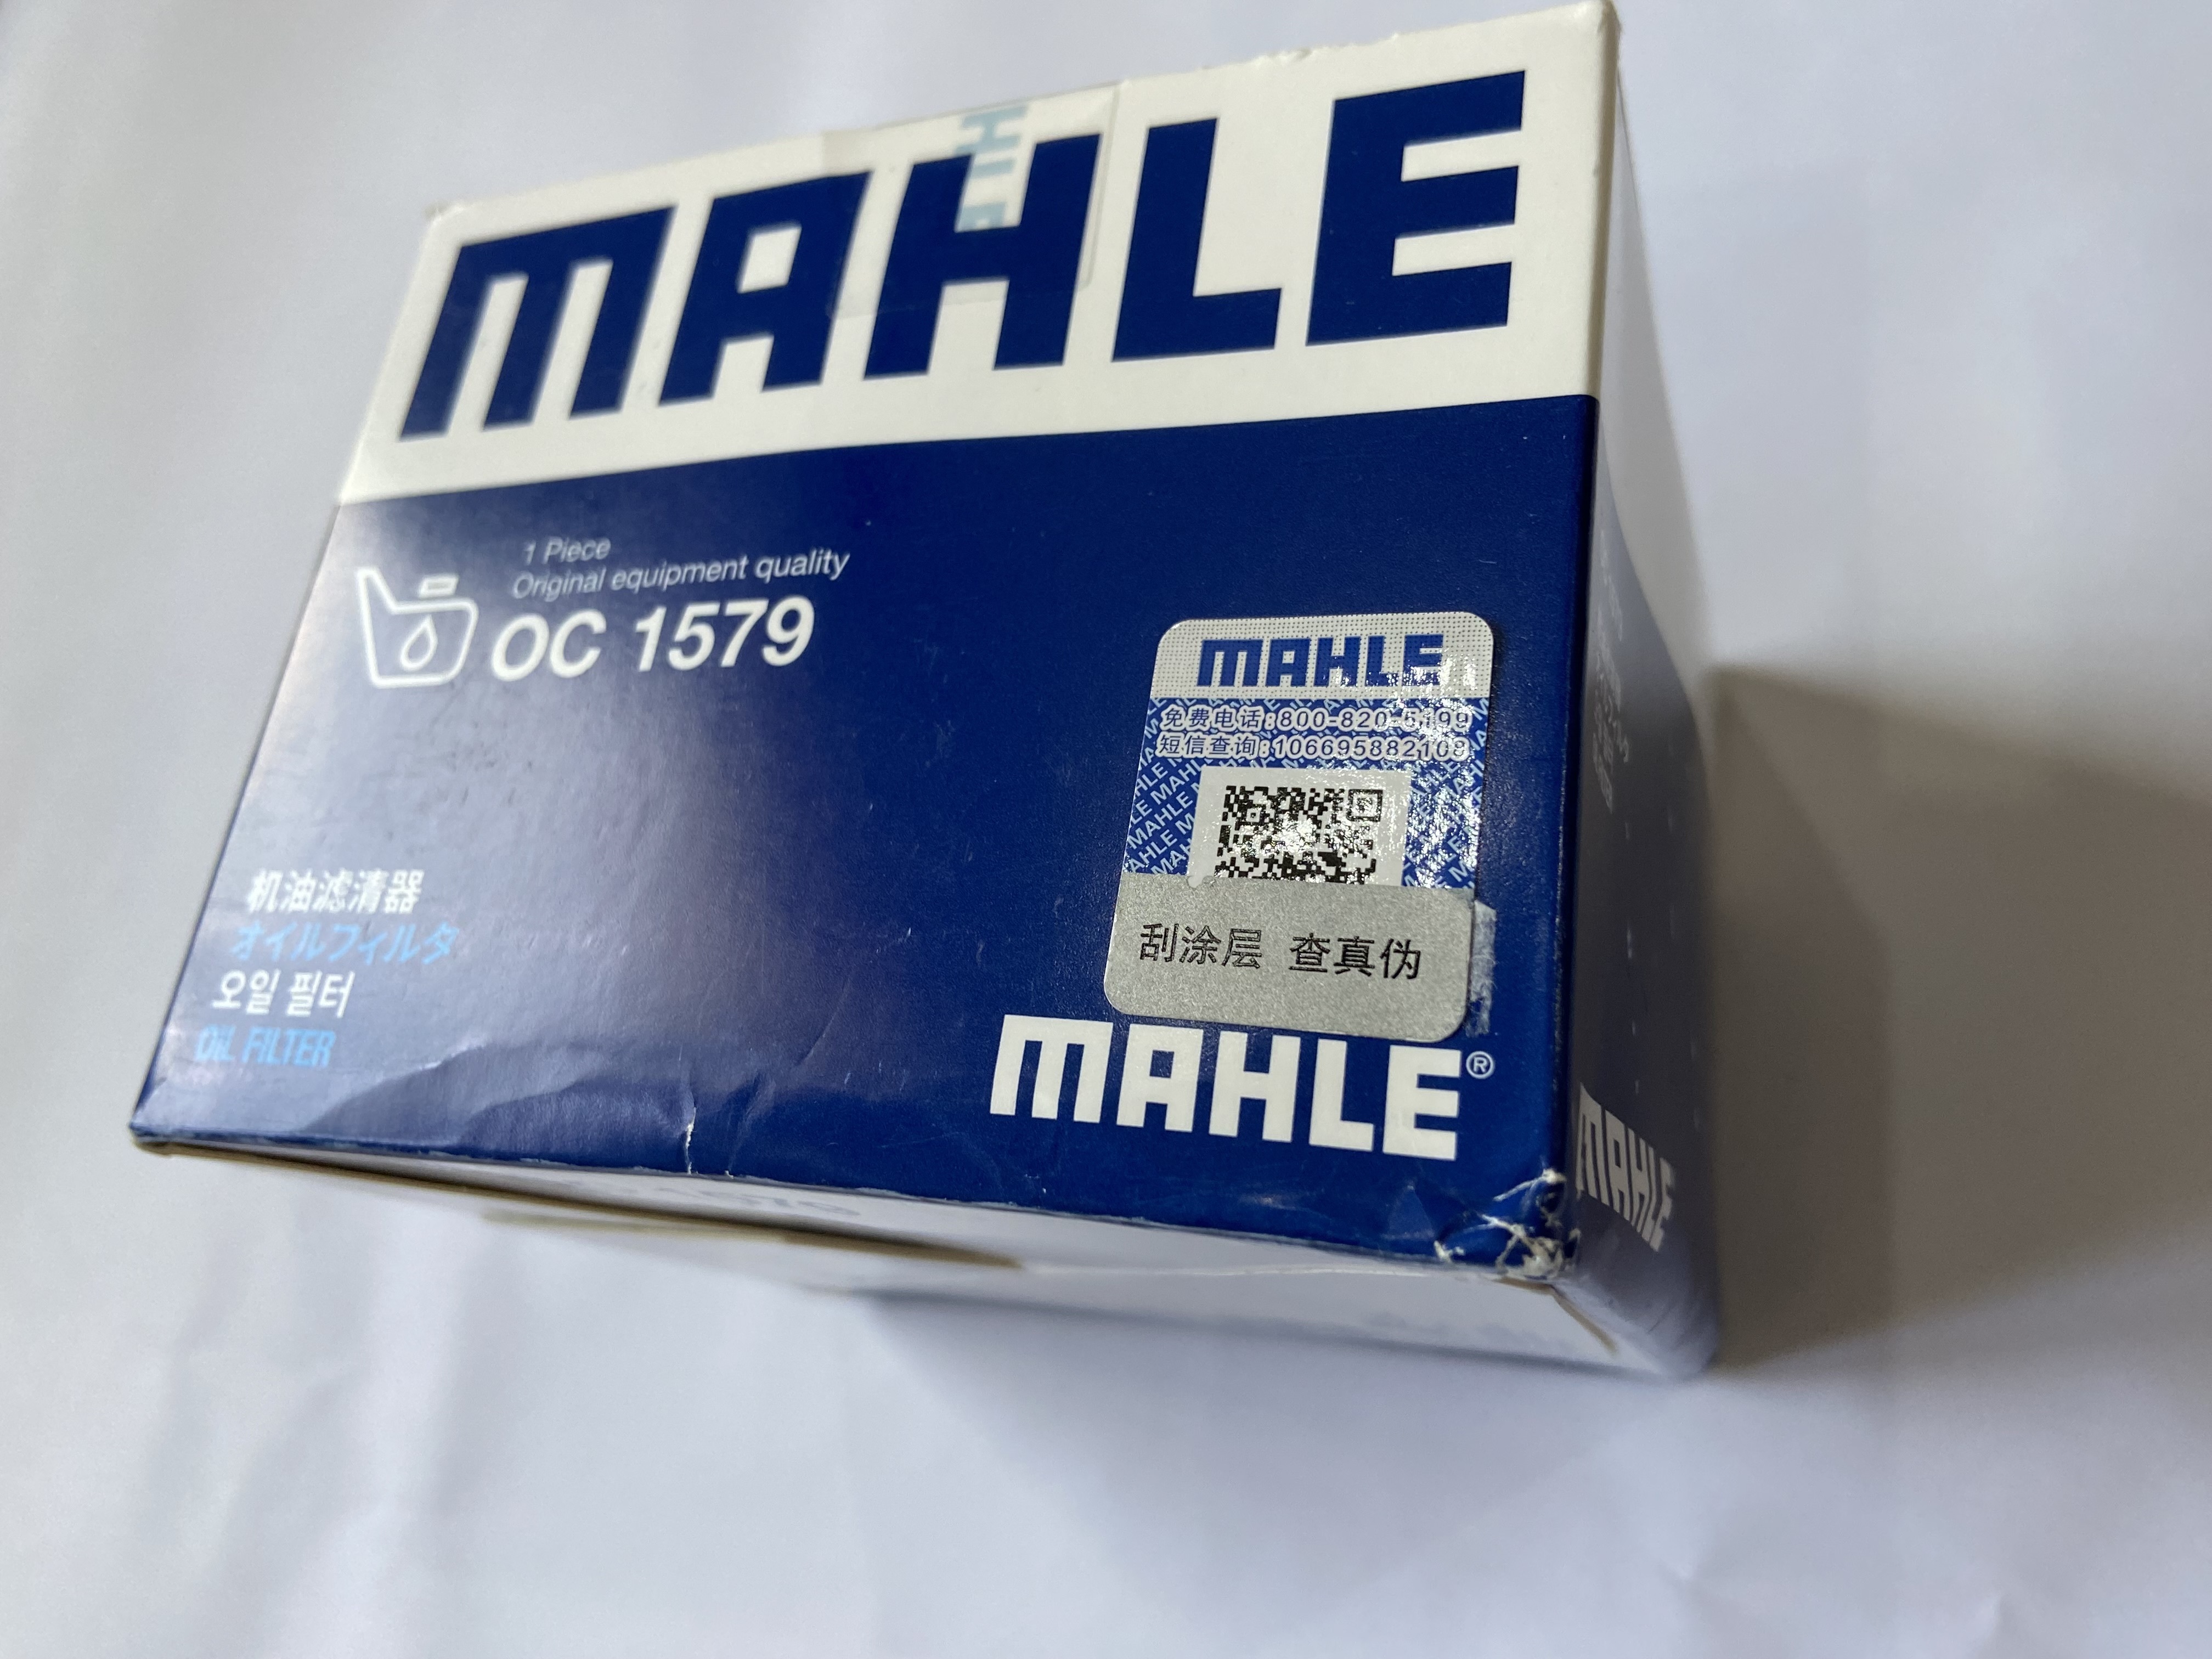 MAHLE
1 Piece
Original equipment quality
OC 1579
MAHLE
免费电话:800-820-5199
短信查询:106695882108
刮涂层 查真伪
机油滤清器
オイルフィルタ
오일 필터
OIL FILTER
MAHLE®
MAHLE